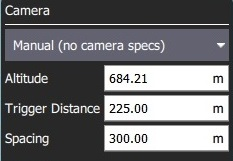 Camera
Manual (no camera specs)
Altitude 684.21 m
Trigger Distance 225.00 m
Spacing 300.00 m